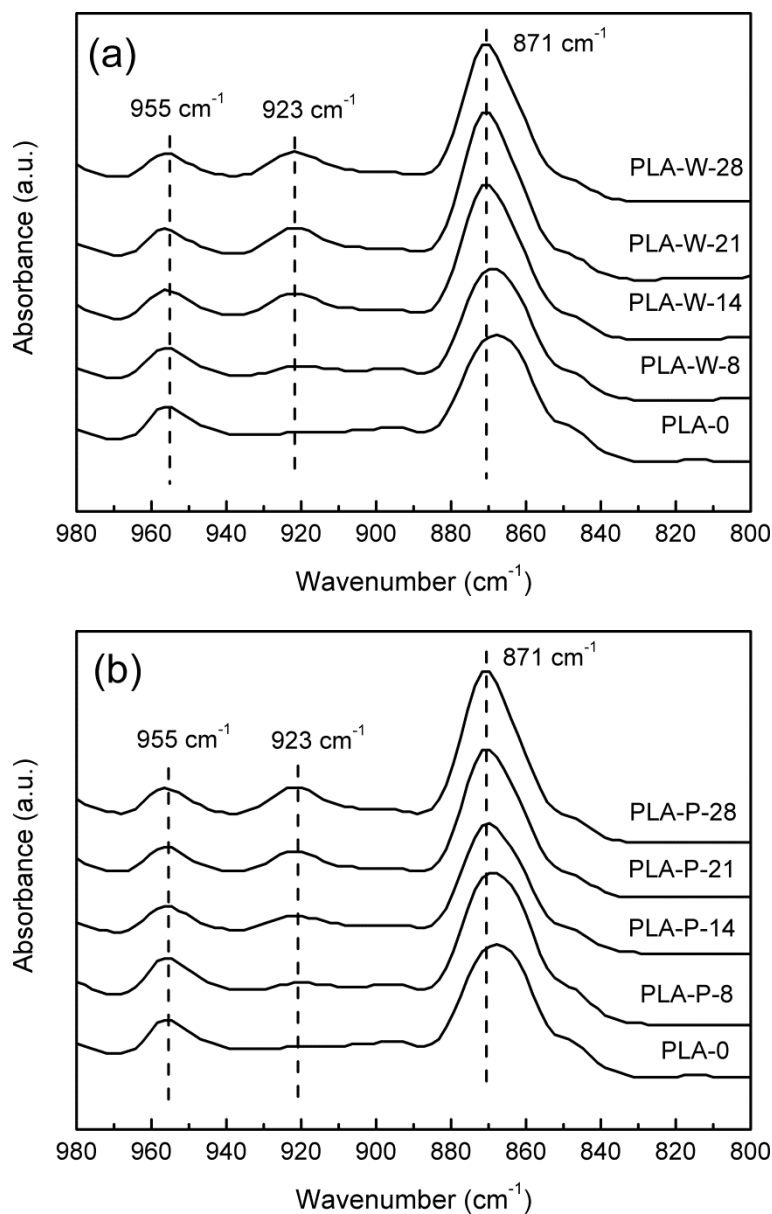 (a)
871 cm⁻¹
955 cm⁻¹
923 cm⁻¹
PLA-W-28
PLA-W-21
PLA-W-14
PLA-W-8
PLA-0
Absorbance (a.u.)
980 960 940 920 900 880 860 840 820 800
Wavenumber (cm⁻¹)
(b)
871 cm⁻¹
955 cm⁻¹
923 cm⁻¹
PLA-P-28
PLA-P-21
PLA-P-14
PLA-P-8
PLA-0
Absorbance (a.u.)
980 960 940 920 900 880 860 840 820 800
Wavenumber (cm⁻¹)